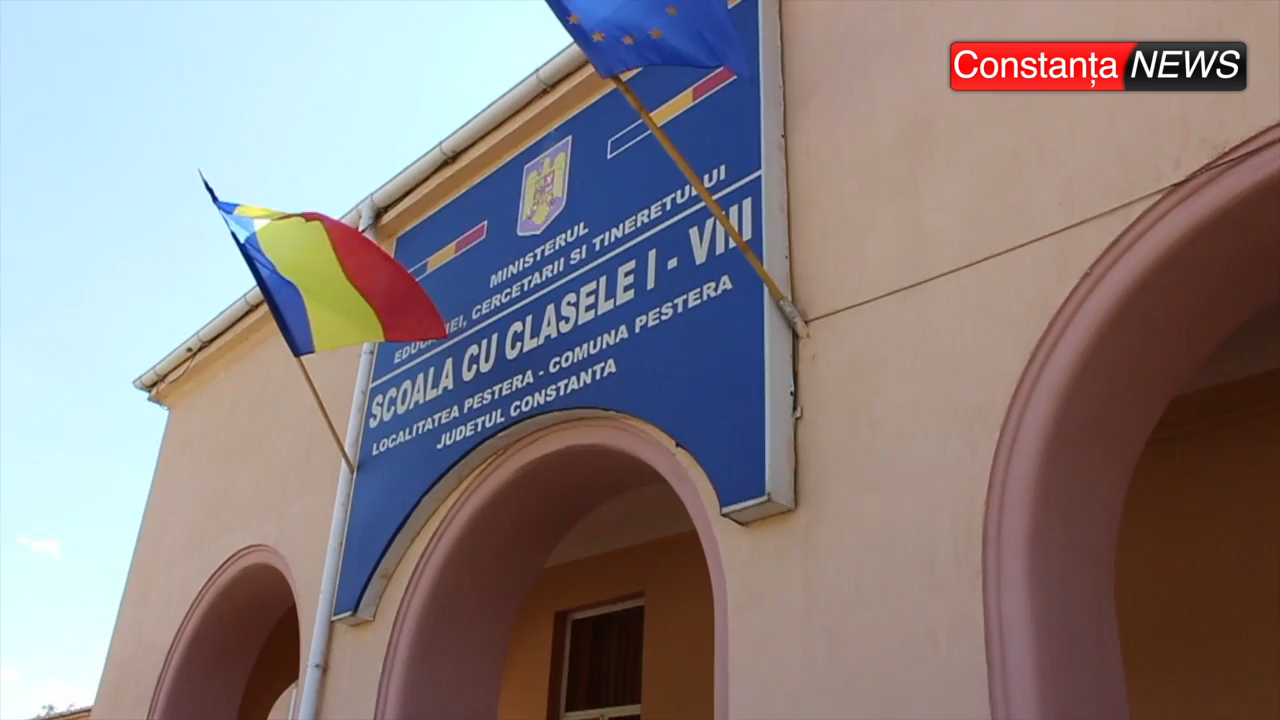 Constanța NEWS
MINISTERUL
EDUCAȚIEI, CERCETARII SI TINERETULUI
SCOALA CU CLASELE I - VIII
LOCALITATEA PESTERA - COMUNA PESTERA
JUDETUL CONSTANTA